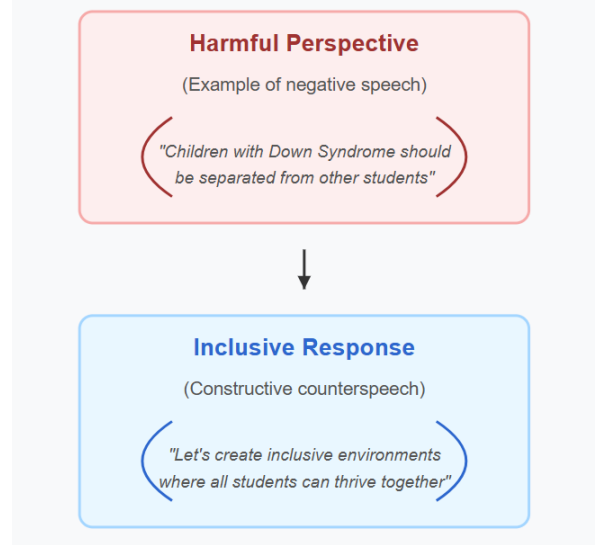 Harmful Perspective
(Example of negative speech)
"Children with Down Syndrome should
be separated from other students"
Inclusive Response
(Constructive counterspeech)
"Let's create inclusive environments
where all students can thrive together"